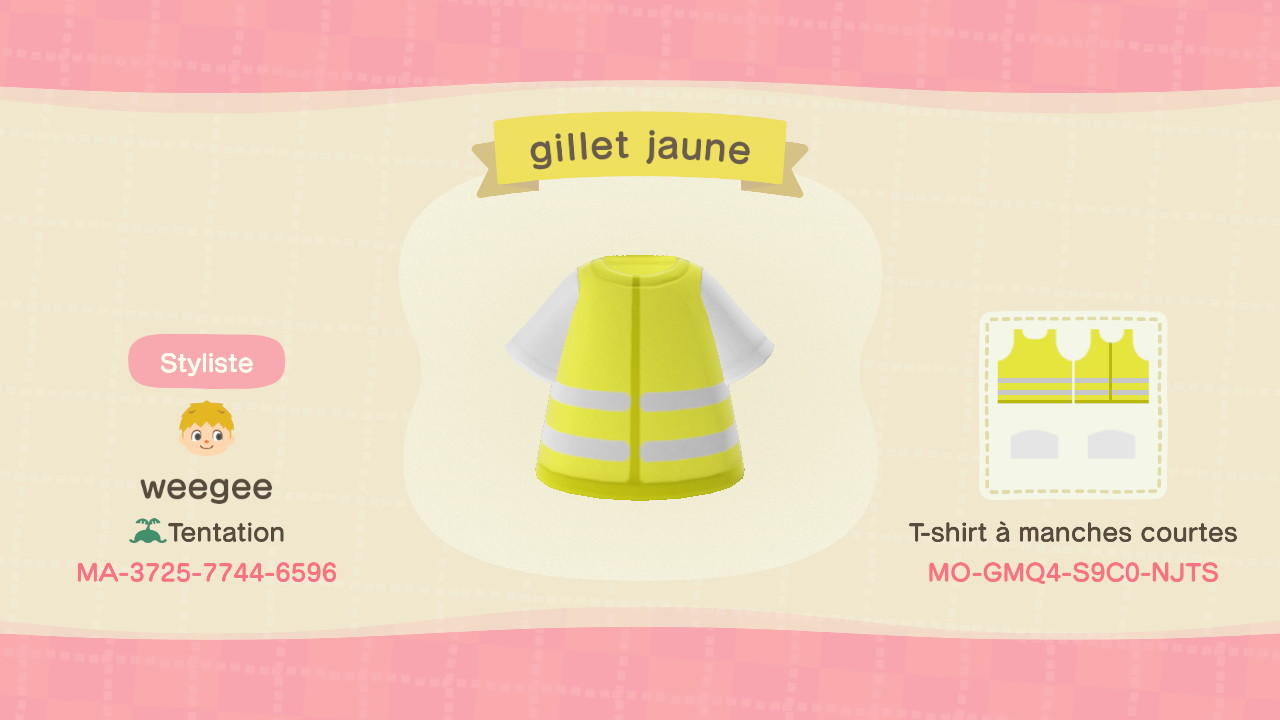 gillet jaune
Styliste
weegee
Tentation
MA-3725-7744-6596
T-shirt à manches courtes
MO-GMQ4-S9C0-NJTS